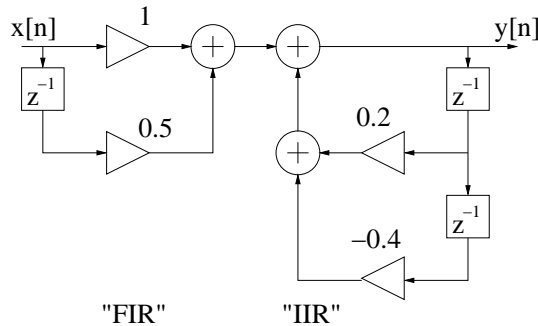 x[n] 1 y[n]
z⁻¹ z⁻¹
0.5 0.2
z⁻¹
−0.4
"FIR" "IIR"